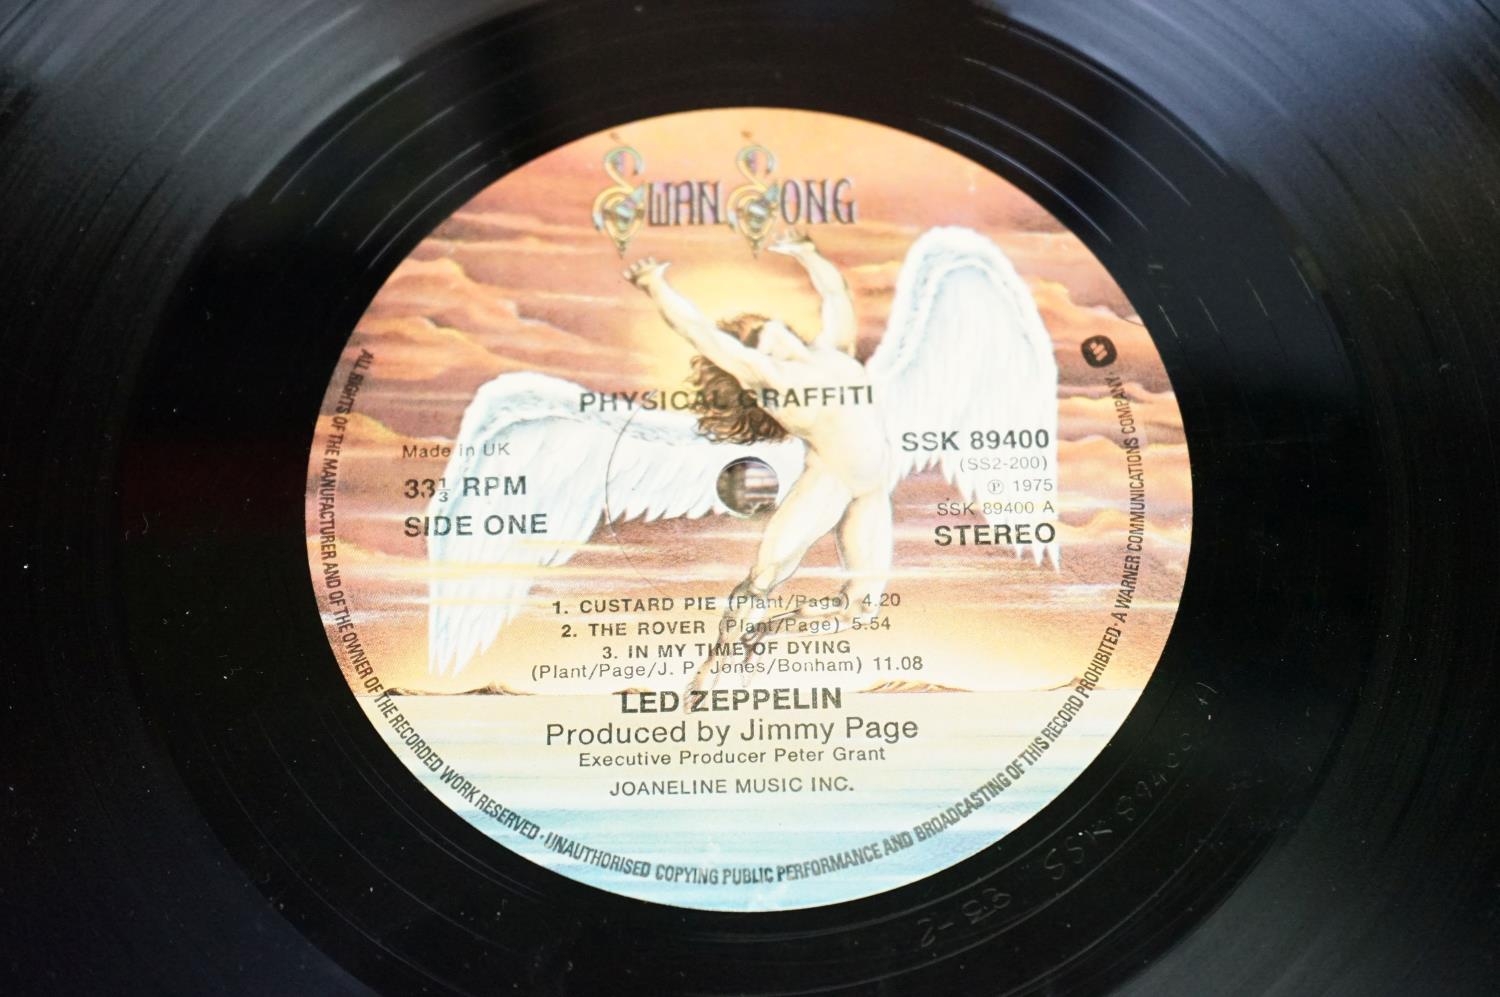 SWAN SONG
PHYSICAL GRAFFITI
Made in UK
33⅓ RPM
SIDE ONE
SSK 89400
(SS2-200)
℗ 1975
SSK 89400 A
STEREO
1. CUSTARD PIE (Plant/Page) 4.20
2. THE ROVER (Plant/Page) 5.54
3. IN MY TIME OF DYING
(Plant/Page/J. P. Jones/Bonham) 11.08
LED ZEPPELIN
Produced by Jimmy Page
Executive Producer Peter Grant
JOANELINE MUSIC INC.
ALL RIGHTS OF THE MANUFACTURER AND OF THE OWNER OF THE RECORDED WORK RESERVED · UNAUTHORISED COPYING PUBLIC PERFORMANCE AND BROADCASTING OF THIS RECORD PROHIBITED · A WARNER COMMUNICATIONS COMPANY ·
SSK 89400 A